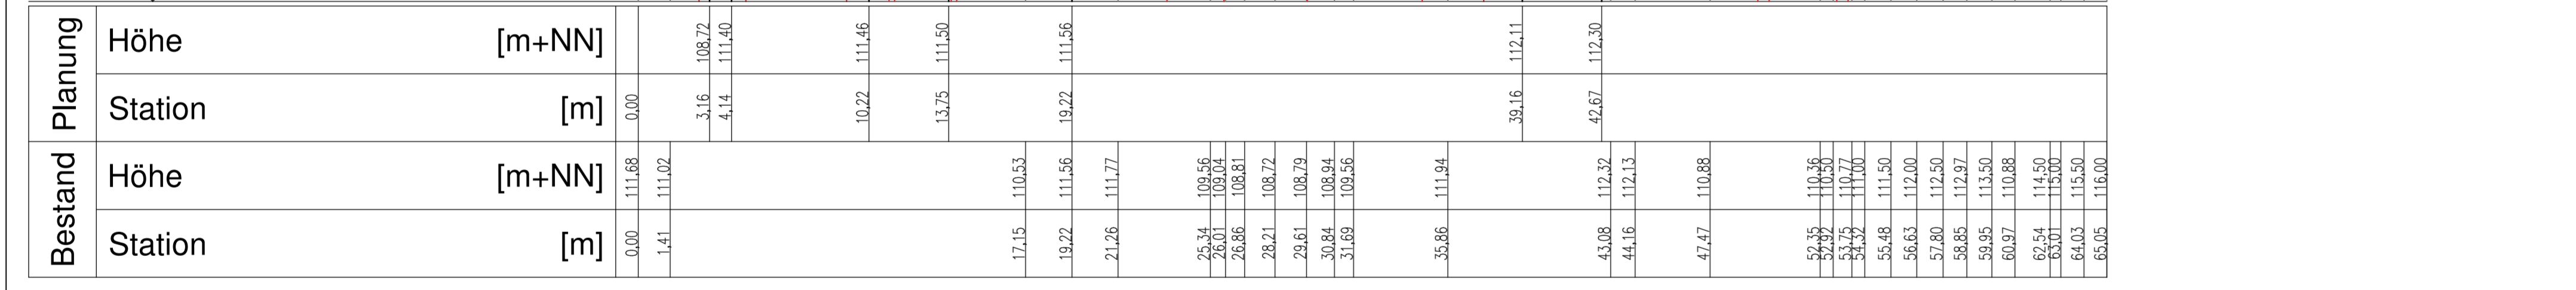 Planung
Höhe [m+NN] 108,72 111,40 111,46 111,50 111,56 112,11 112,30
Station [m] 0,00 3,16 4,14 10,22 13,75 19,22 39,16 42,67
Bestand
Höhe [m+NN] 111,68 111,02 110,53 111,56 111,77 109,56 109,04 108,81 108,72 108,79 108,94 109,56 111,94 112,32 112,13 110,88 110,36 110,50 110,77 111,00 111,50 112,00 112,50 112,97 113,50 110,88 114,50 115,00 115,50 116,00
Station [m] 0,00 1,41 17,15 19,22 21,26 25,34 26,01 26,86 28,21 29,61 30,84 31,69 35,86 43,08 44,16 47,47 52,35 52,92 53,75 54,32 55,48 56,63 57,80 58,85 59,95 60,97 62,54 63,01 64,03 65,05